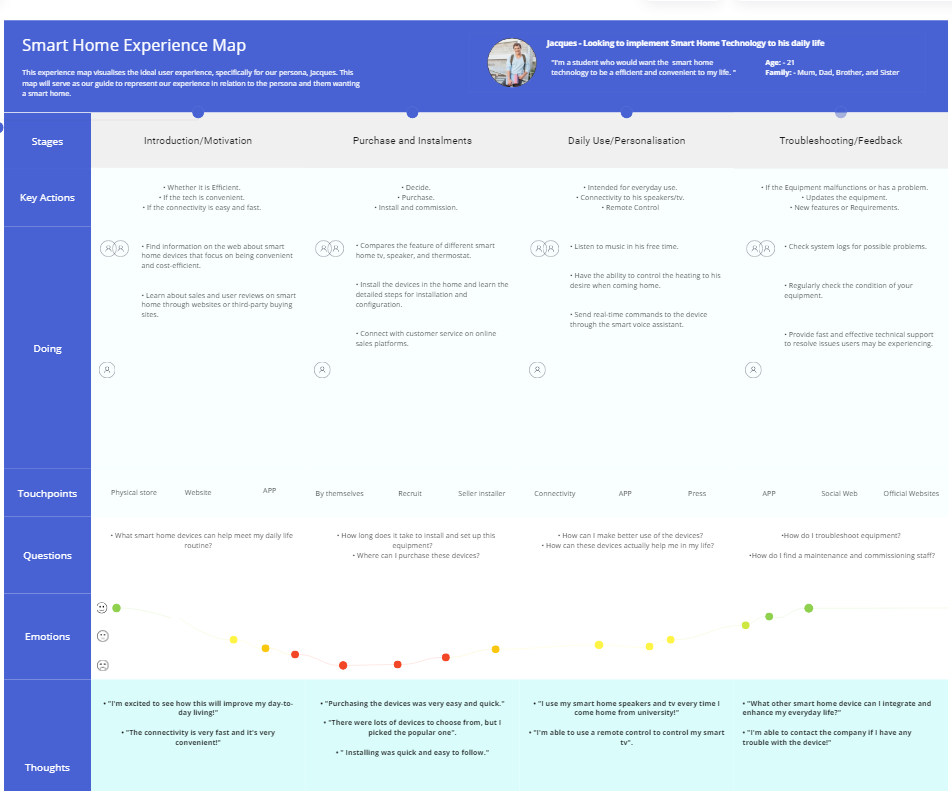 Smart Home Experience Map
This experience map visualises the ideal user experience, specifically for our persona, Jacques. This
map will serve as our guide to represent our experience in relation to the persona and them wanting
a smart home.
Jacques - Looking to implement Smart Home Technology to his daily life
"I'm a student who would want the smart home
technology to be a efficient and convenient to my life. "
Age: - 21
Family: - Mum, Dad, Brother, and Sister
Stages
Introduction/Motivation
Purchase and Instalments
Daily Use/Personalisation
Troubleshooting/Feedback
Key Actions
• Whether it is Efficient.
• If the tech is convenient.
• If the connectivity is easy and fast.
• Decide.
• Purchase.
• Install and commission.
• Intended for everyday use.
• Connectivity to his speakers/tv.
• Remote Control
• If the Equipment malfunctions or has a problem.
• Updates the equipment.
• New features or Requirements.
Doing
• Find information on the web about smart
home devices that focus on being convenient
and cost-efficient.
• Learn about sales and user reviews on smart
home through websites or third-party buying
sites.
• Compares the feature of different smart
home tv, speaker, and thermostat.
• Install the devices in the home and learn the
detailed steps for installation and
configuration.
• Connect with customer service on online
sales platforms.
• Listen to music in his free time.
• Have the ability to control the heating to his
desire when coming home.
• Send real-time commands to the device
through the smart voice assistant.
• Check system logs for possible problems.
• Regularly check the condition of your
equipment.
• Provide fast and effective technical support
to resolve issues users may be experiencing.
Touchpoints
Physical store
Website
APP
By themselves
Recruit
Seller installer
Connectivity
APP
Press
APP
Social Web
Official Websites
Questions
• What smart home devices can help meet my daily life
routine?
• How long does it take to install and set up this
equipment?
• Where can I purchase these devices?
• How can I make better use of the devices?
• How can these devices actually help me in my life?
•How do I troubleshoot equipment?
•How do I find a maintenance and commissioning staff?
Emotions
Thoughts
• "I'm excited to see how this will improve my day-to-
day living!"
• "The connectivity is very fast and it's very
convenient!"
• "Purchasing the devices was very easy and quick."
"There were lots of devices to choose from, but I
picked the popular one".
• " Installing was quick and easy to follow."
• "I use my smart home speakers and tv every time I
come home from university!"
• "I'm able to use a remote control to control my smart
tv".
• "What other smart home device can I integrate and
enhance my everyday life?"
• "I'm able to contact the company if I have any
trouble with the device!"